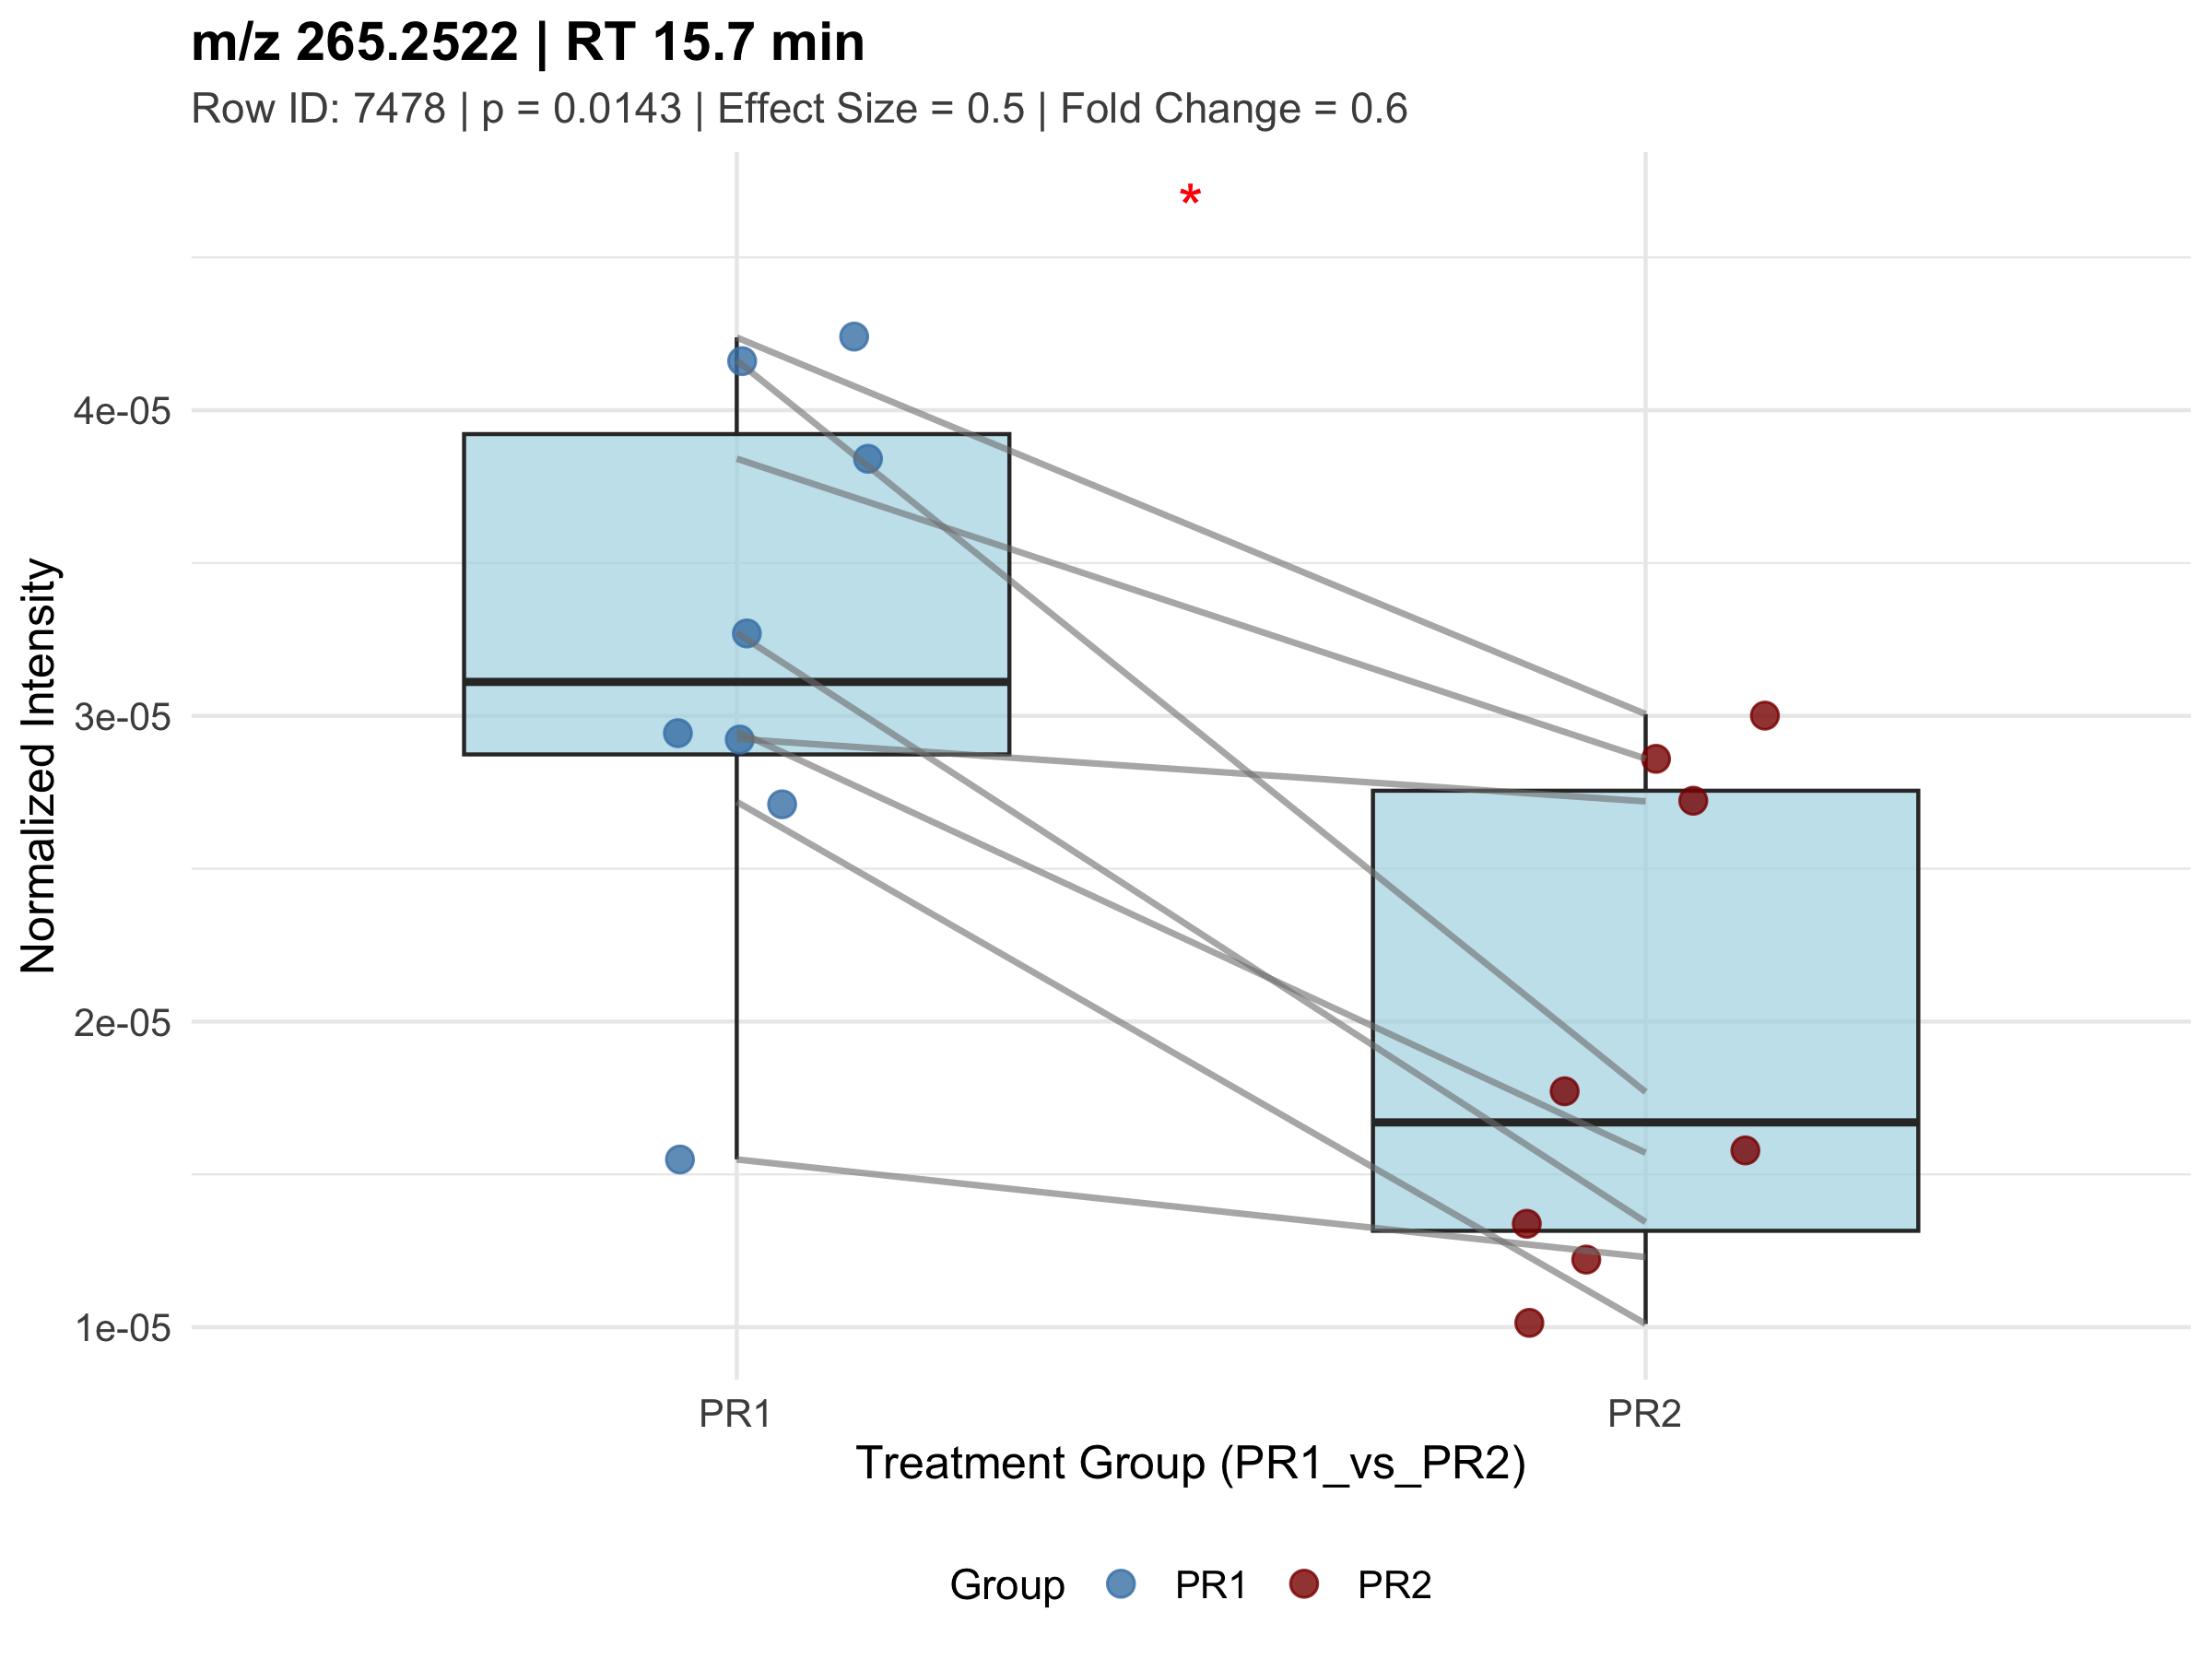 m/z 265.2522 | RT 15.7 min
Row ID: 7478 | p = 0.0143 | Effect Size = 0.5 | Fold Change = 0.6
*
Normalized Intensity
4e-05
3e-05
2e-05
1e-05
PR1
PR2
Treatment Group (PR1_vs_PR2)
Group PR1 PR2